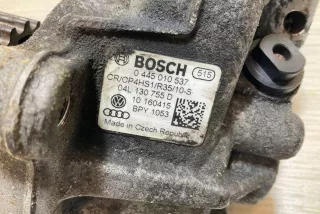 BOSCH 515
0 445 010 537
CR/CP4HS1/R35/10-S
04L 130 755 D
10 160415
BPY 1053
Made in Czech Republic